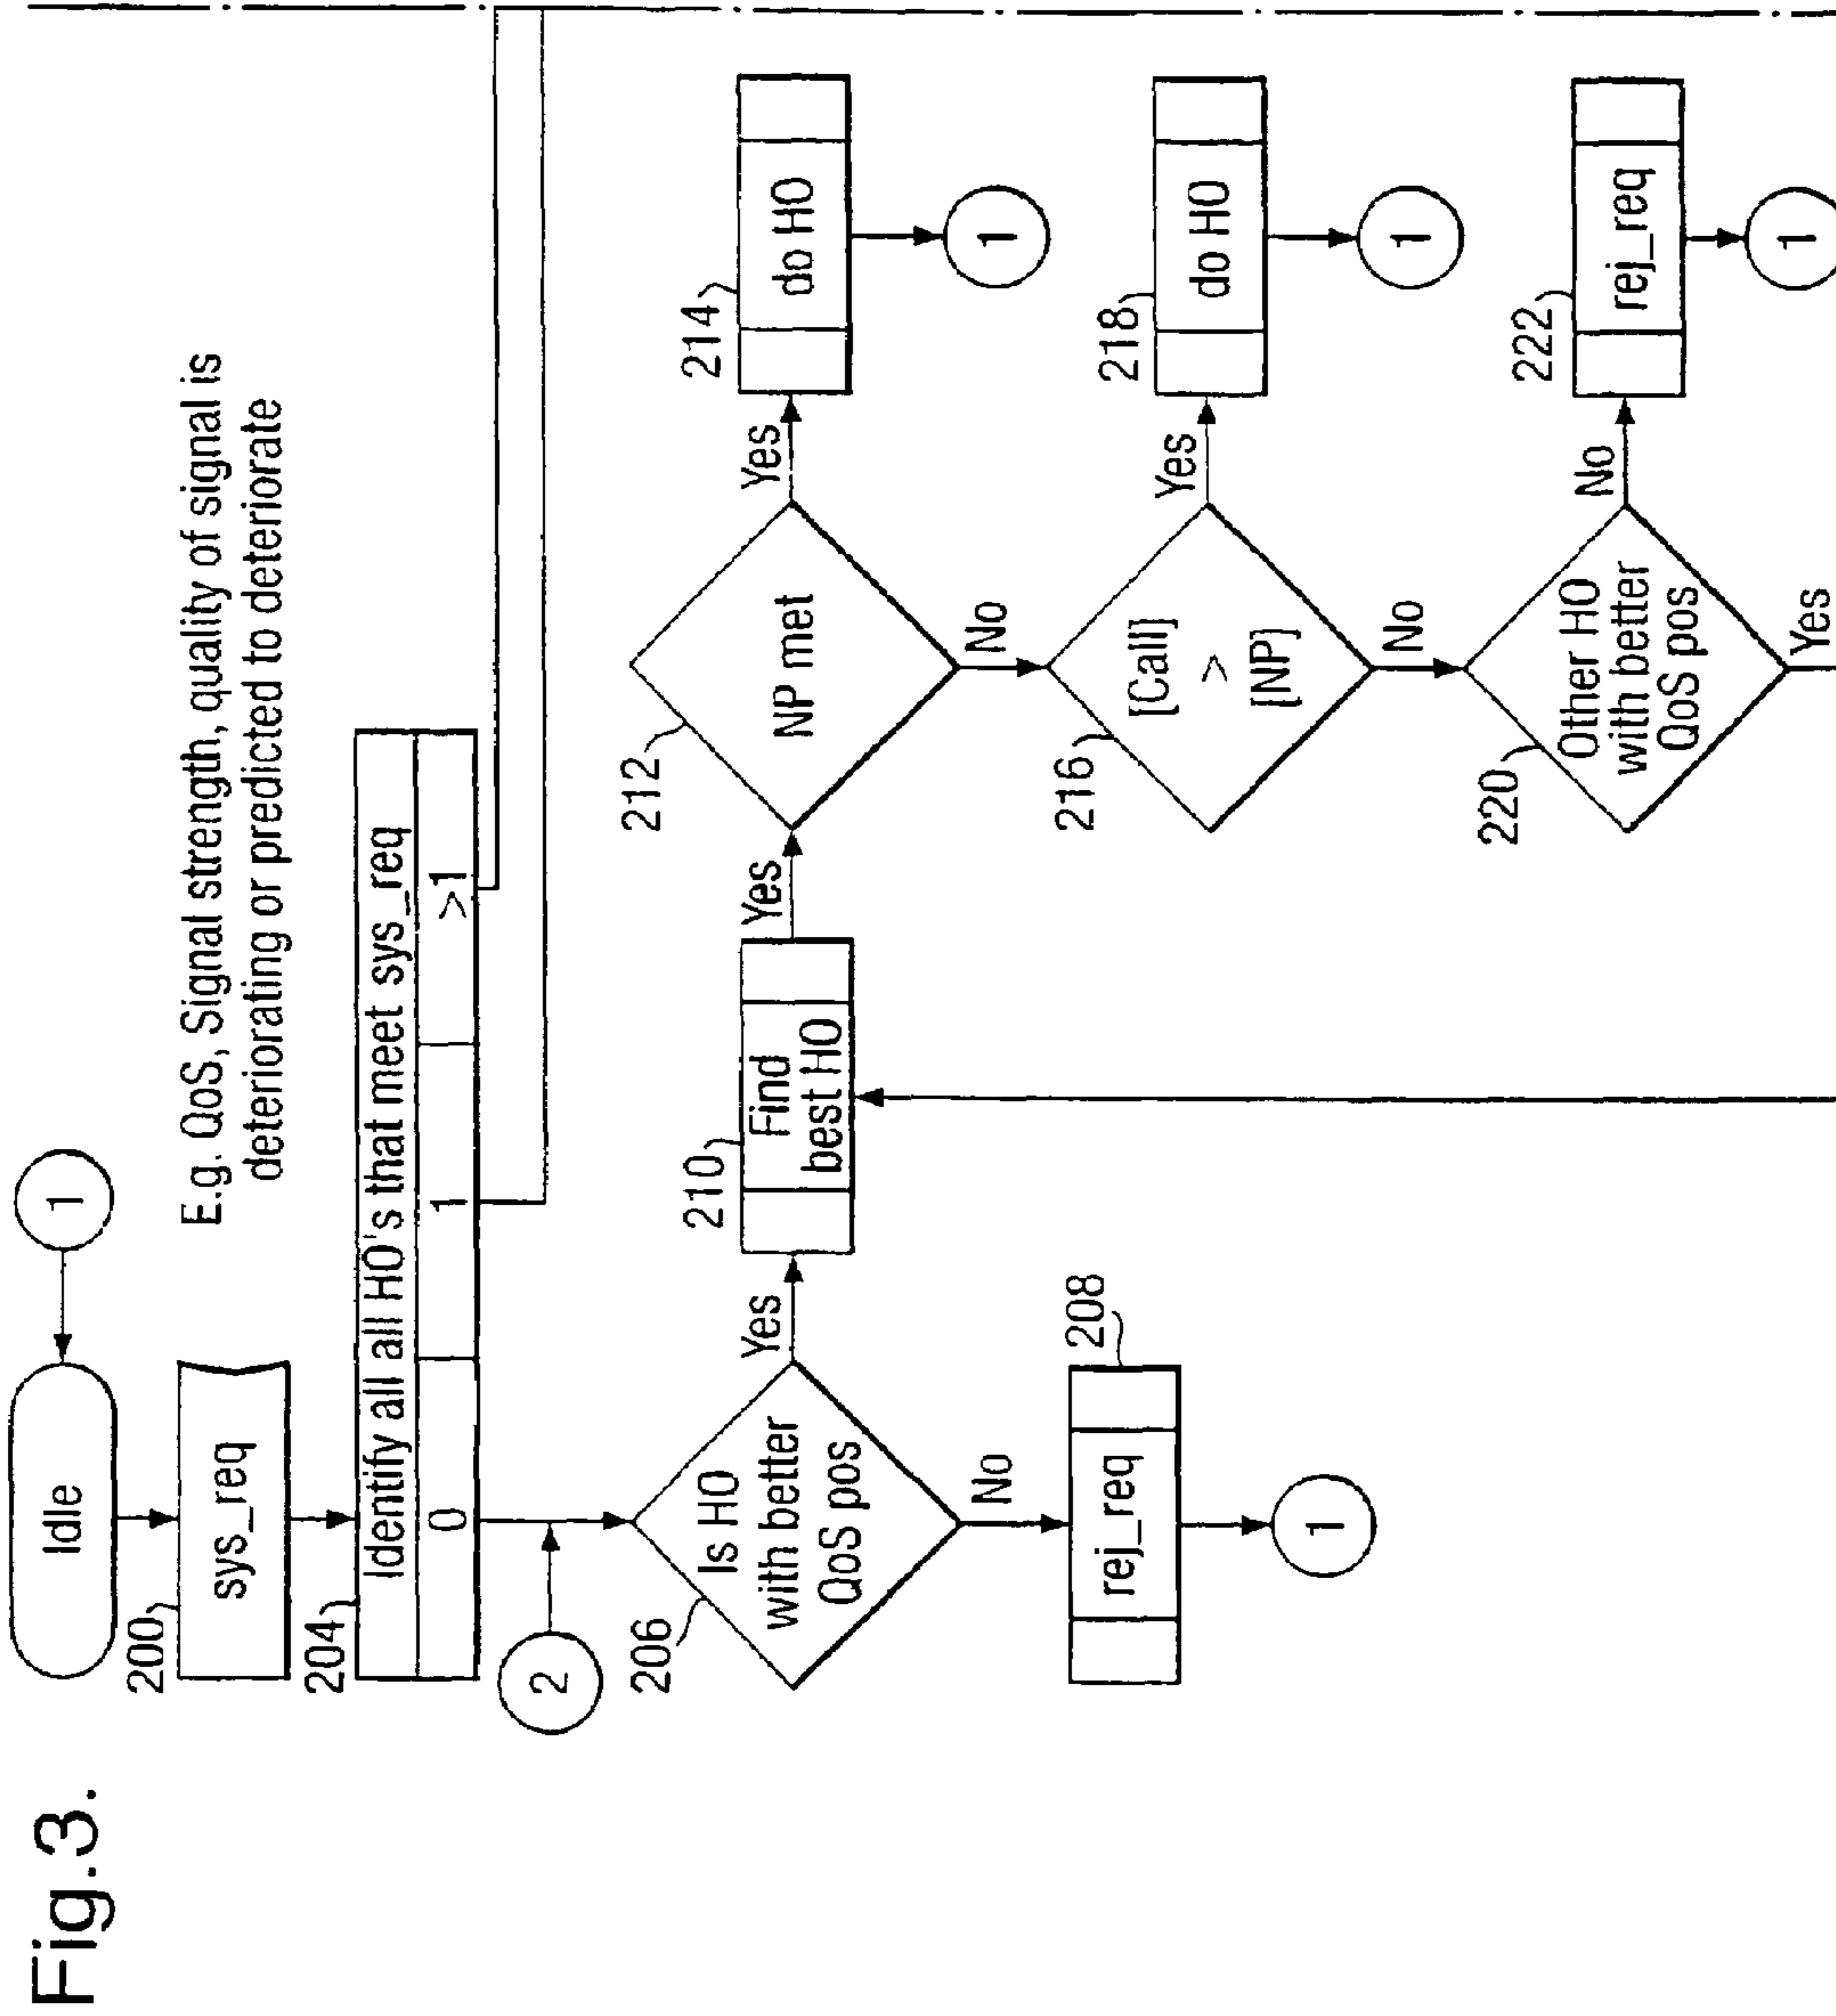 Fig.3.
Idle
1
200
sys_req
E.g. QoS, Signal strength, quality of signal is
deteriorating or predicted to deteriorate
204
Identify all all HO's that meet sys_req
0
1
>1
2
206
Is HO
with better
QoS pos
Yes
No
208
rej_req
1
210
Find
best HO
Yes
212
NP met
Yes
No
214
do HO
1
216
[Call]
>
[NP]
Yes
No
218
do HO
1
220
Other HO
with better
QoS pos
No
Yes
222
rej_req
1